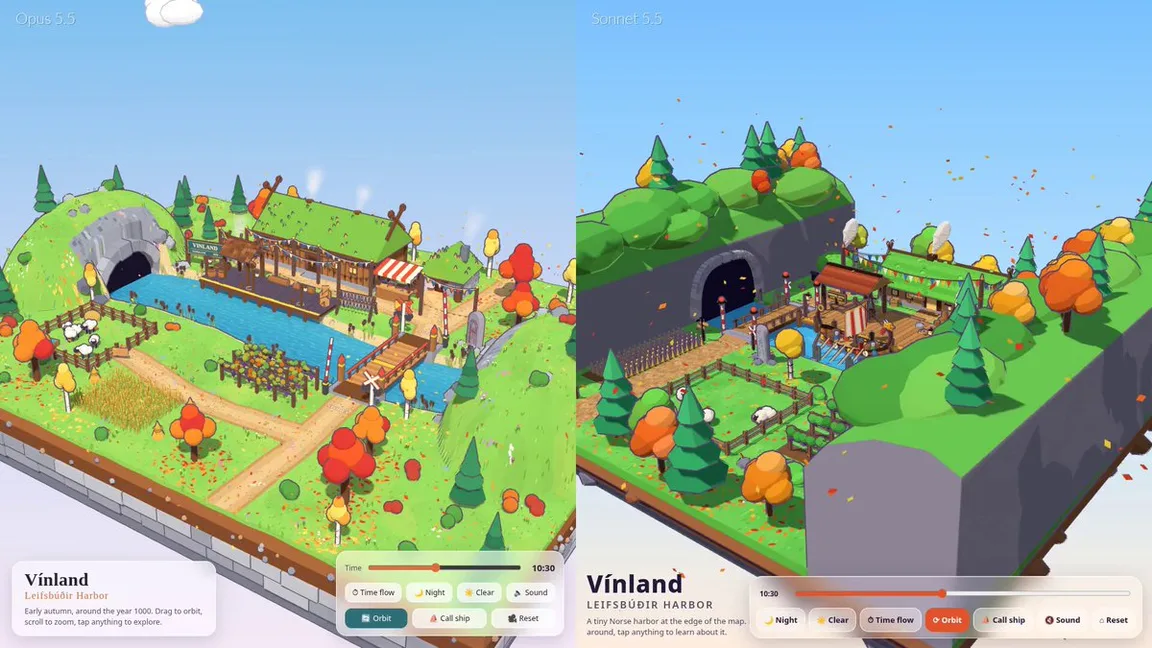 Opus 5.5
VINLAND
Vínland
Leifsbúðir Harbor
Early autumn, around the year 1000. Drag to orbit,
scroll to zoom, tap anything to explore.
Time 10:30
Time flow Night Clear Sound
Orbit Call ship Reset
Sonnet 5.5
Vínland
LEIFSBÚÐIR HARBOR
A tiny Norse harbor at the edge of the map.
around, tap anything to learn about it.
10:30
Night Clear Time flow Orbit Call ship Sound Reset